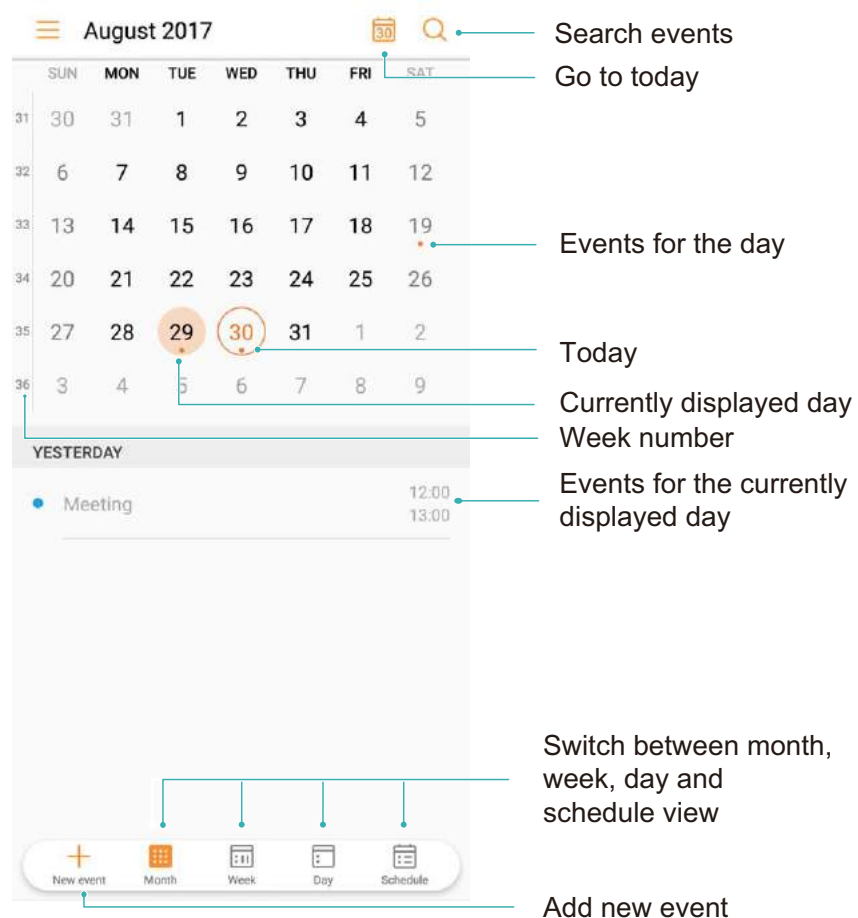 August 2017
30
Search events
Go to today
SUN MON TUE WED THU FRI SAT
31 30 31 1 2 3 4 5
32 6 7 8 9 10 11 12
33 13 14 15 16 17 18 19
Events for the day
34 20 21 22 23 24 25 26
35 27 28 29 30 31 1 2
Today
36 3 4 5 6 7 8 9
Currently displayed day
Week number
YESTERDAY
Meeting
12:00
13:00
Events for the currently
displayed day
Switch between month,
week, day and
schedule view
New event Month Week Day Schedule
Add new event